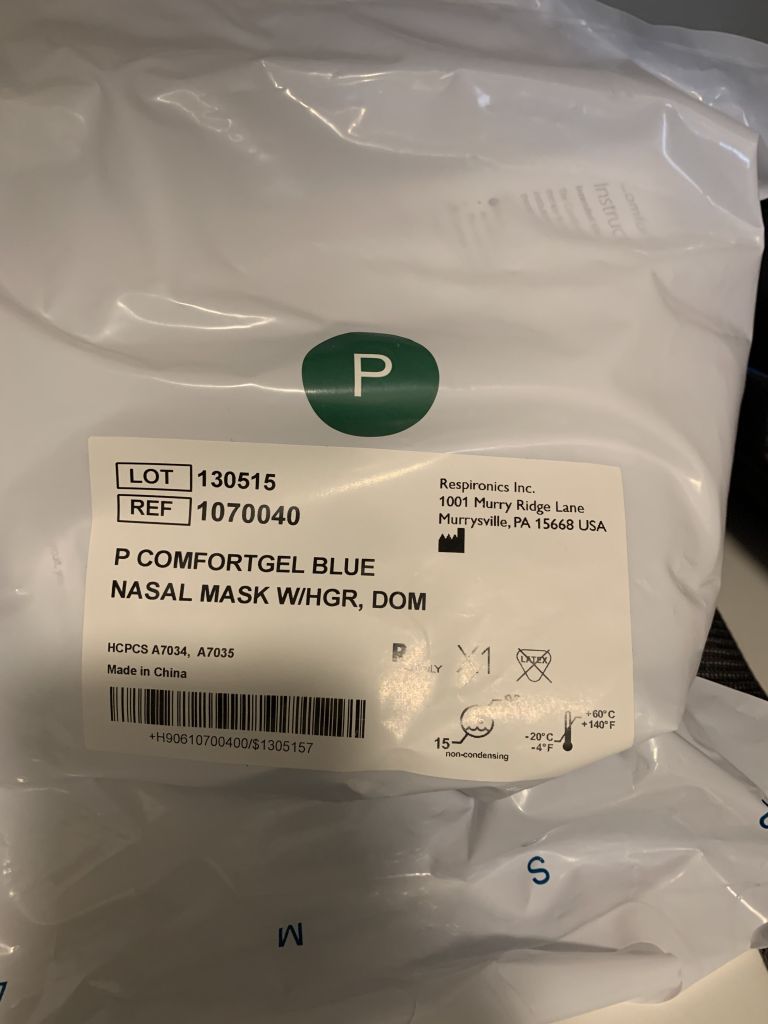 Instruc
P
LOT 130515
REF 1070040
Respironics Inc.
1001 Murry Ridge Lane
Murrysville, PA 15668 USA
P COMFORTGEL BLUE
NASAL MASK W/HGR, DOM
HCPCS A7034, A7035
Made in China
X1
LATEX
+H90610700400/$1305157
15
non-condensing
-20°C
-4°F
+60°C
+140°F
S
M